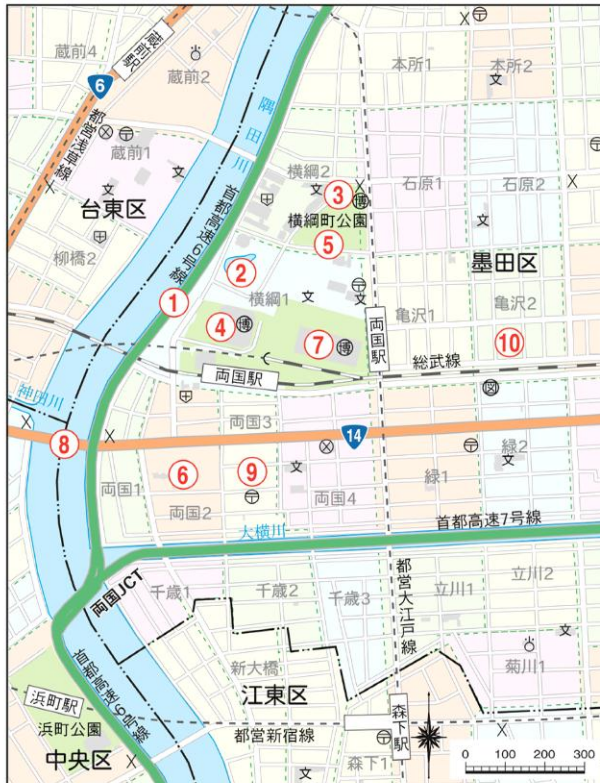 蔵前4
蔵前駅
蔵前2
6
都営浅草線
蔵前1
台東区
柳橋2
隅田川
首都高速6号線
本所1
本所2
横網2
3
博
横網町公園
5
石原1
石原2
墨田区
1
2
横網1
4
博
7
博
両国駅
両国駅
亀沢1
亀沢2
10
総武線
神田川
8
両国3
14
図
緑2
緑1
両国1
6
両国2
9
両国4
大横川
首都高速7号線
両国JCT
千歳1
千歳2
千歳3
都営大江戸線
立川1
立川2
菊川1
首都高速6号線
新大橋
江東区
浜町駅
浜町公園
中央区
都営新宿線
森下駅
森下1
0 100 200 300